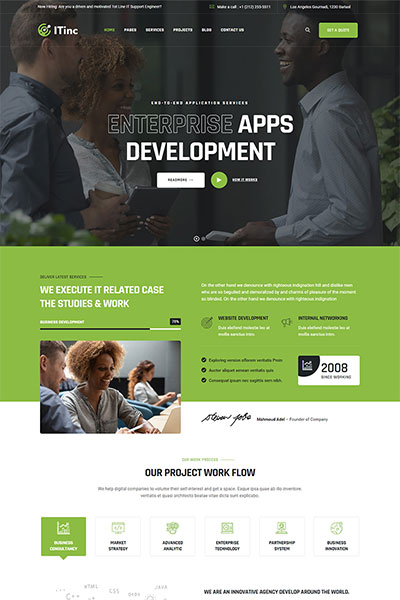 Now Hiring: Are you a driven and motivated 1st Line IT Support Engineer?
Make a call : +1 (212) 255-5511
Los Angeles Gournadi, 1230 Bariasl
ITinc
HOME PAGES SERVICES PROJECTS BLOG CONTACT US
GET A QUOTE
END-TO-END APPLICATION SERVICES
ENTERPRISE APPS
DEVELOPMENT
READMORE
HOW IT WORKS
DELIVER LATEST SERVICES
WE EXECUTE IT RELATED CASE
THE STUDIES & WORK
BUSINESS DEVELOPMENT
78%
On the other hand we denounce with righteous indignation hill and dislike men
who are so beguiled and demoralized by and charms of pleasure of the moment
so blinded. On the other hand we denounce with righteous indignation
WEBSITE DEVELOPMENT
Duis eleifend molestie leo at
mollis sanctus intro.
INTERNAL NETWORKING
Duis eleifend molestie leo at
mollis sanctus intro.
Exploring version ofloram veritatis Proin.
Auctor aliquet aenean veritatis quis
Consequat ipsum nec sagittis sem nibh.
2008
SINCE WORKING
Mahmoud Adel – Founder of Company
OUR WORK PROCESS
OUR PROJECT WORK FLOW
We help digital companies to volume their self-interest and get a space. Eaque ipsa quae ab illo inventore
veritatis et quasi architecto beatae vitae dicta sum explicabo.
BUSINESS
CONSULTANCY
MARKET
STRATEGY
ADVANCED
ANALYTIC
ENTERPRISE
TECHNOLOGY
PARTNERSHIP
SYSTEM
BUSINESS
INNOVATION
HTML
JAVA
C++
CSS
WE ARE AN INNOVATIVE AGENCY DEVELOP AROUND THE WORLD.